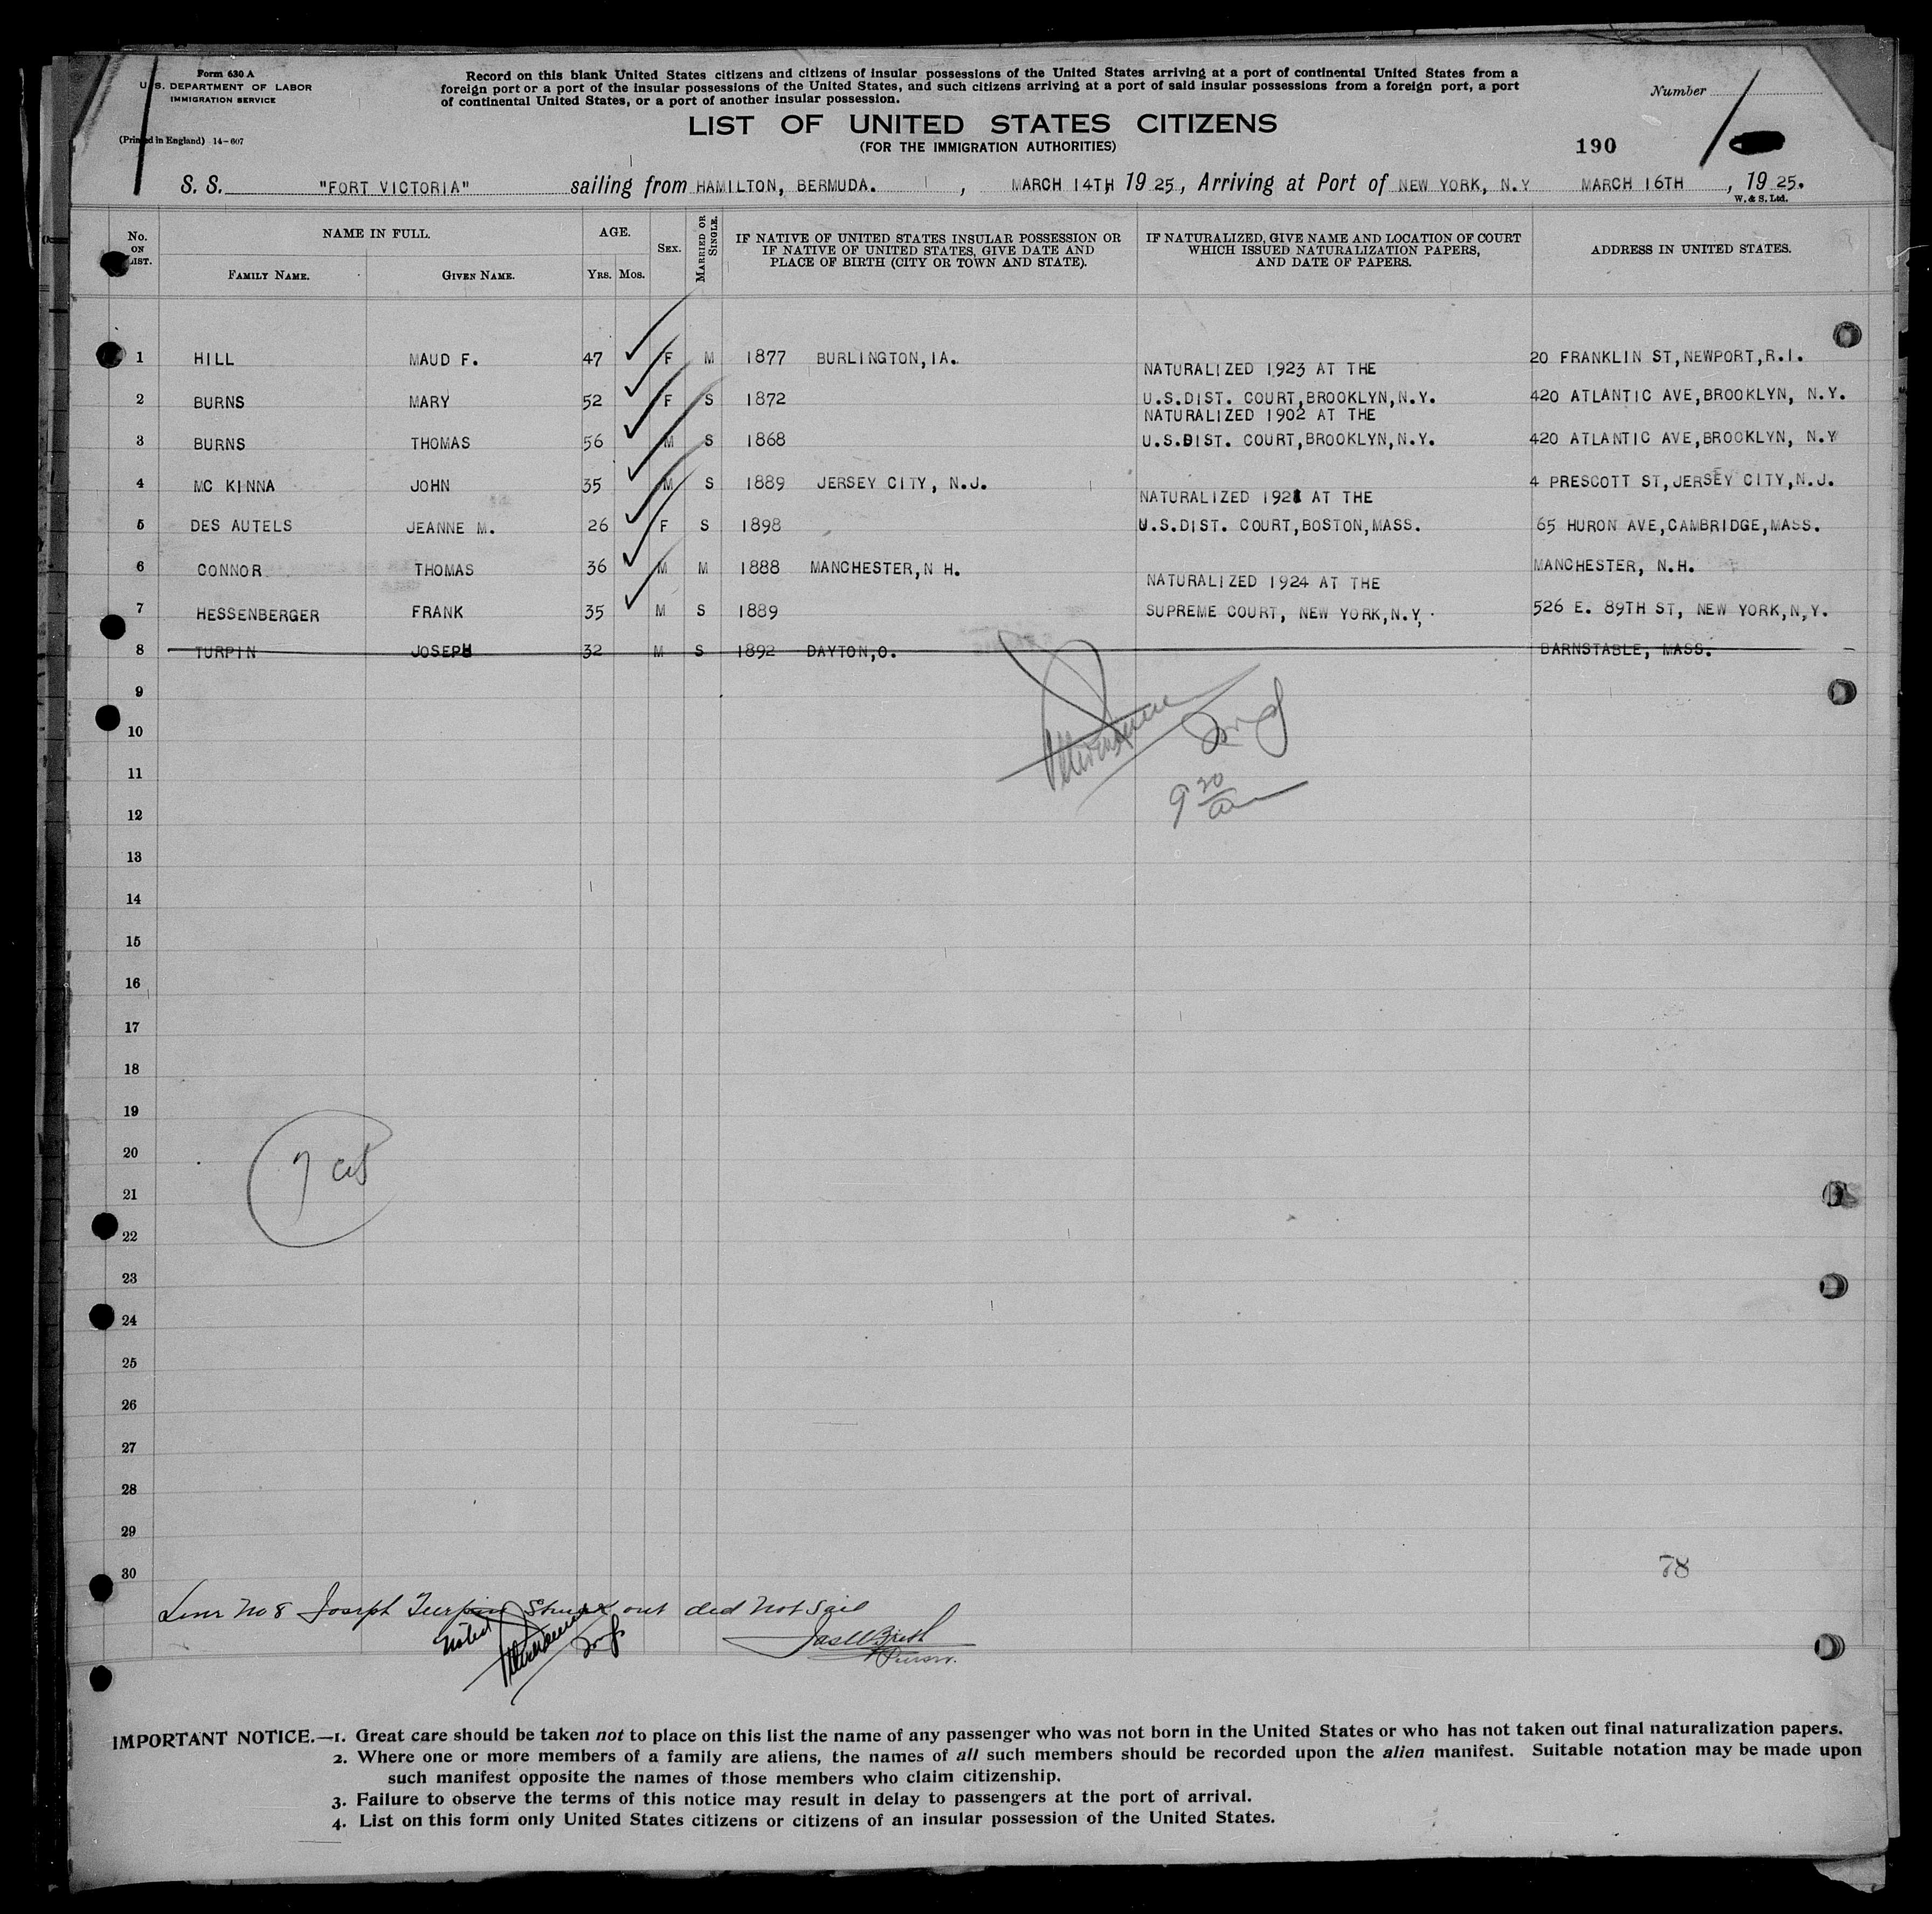 Form 630 A
U.S. DEPARTMENT OF LABOR
IMMIGRATION SERVICE
(Printed in England) 14-607
Record on this blank United States citizens and citizens of insular possessions of the United States arriving at a port of continental United States from a
foreign port or a port of the insular possessions of the United States, and such citizens arriving at a port of said insular possessions from a foreign port, a port
of continental United States, or a port of another insular possession.
Number
LIST OF UNITED STATES CITIZENS
(FOR THE IMMIGRATION AUTHORITIES)
190
S. S. "FORT VICTORIA" sailing from HAMILTON, BERMUDA. , MARCH 14TH 1925, Arriving at Port of NEW YORK, N.Y MARCH 16TH , 1925.
W. & S. Ltd.
No. ON LIST. NAME IN FULL. AGE. SEX. MARRIED OR SINGLE. IF NATIVE OF UNITED STATES INSULAR POSSESSION OR IF NATIVE OF UNITED STATES, GIVE DATE AND PLACE OF BIRTH (CITY OR TOWN AND STATE). IF NATURALIZED, GIVE NAME AND LOCATION OF COURT WHICH ISSUED NATURALIZATION PAPERS, AND DATE OF PAPERS. ADDRESS IN UNITED STATES.
FAMILY NAME. GIVEN NAME. YRS. MOS.
1 HILL MAUD F. 47 F M 1877 BURLINGTON, IA. 20 FRANKLIN ST, NEWPORT, R.I.
NATURALIZED 1923 AT THE
2 BURNS MARY 52 F S 1872 U.S.DIST. COURT, BROOKLYN, N.Y. 420 ATLANTIC AVE, BROOKLYN, N.Y.
NATURALIZED 1902 AT THE
3 BURNS THOMAS 56 M S 1868 U.S.DIST. COURT, BROOKLYN, N.Y. 420 ATLANTIC AVE, BROOKLYN, N.Y
4 MC KINNA JOHN 35 M S 1889 JERSEY CITY, N.J. 4 PRESCOTT ST, JERSEY CITY, N.J.
NATURALIZED 1921 AT THE
5 DES AUTELS JEANNE M. 26 F S 1898 U.S.DIST. COURT, BOSTON, MASS. 65 HURON AVE, CAMBRIDGE, MASS.
6 CONNOR THOMAS 36 M M 1888 MANCHESTER, N H. MANCHESTER, N.H.
NATURALIZED 1924 AT THE
7 HESSENBERGER FRANK 35 M S 1889 SUPREME COURT, NEW YORK, N.Y. 526 E. 89TH ST, NEW YORK, N.Y.
8 TURPIN JOSEPH 32 M S 1892 DAYTON, O. BARNSTABLE, MASS.
9
10
11
9 20 am
12
13
14
15
16
17
18
19
20
7
21
22
23
24
25
26
27
28
29
30
78
Line No 8 Joseph Turpin Struck out did not Sail
noted
Purser.
IMPORTANT NOTICE.—1. Great care should be taken not to place on this list the name of any passenger who was not born in the United States or who has not taken out final naturalization papers.
2. Where one or more members of a family are aliens, the names of all such members should be recorded upon the alien manifest. Suitable notation may be made upon
such manifest opposite the names of those members who claim citizenship.
3. Failure to observe the terms of this notice may result in delay to passengers at the port of arrival.
4. List on this form only United States citizens or citizens of an insular possession of the United States.